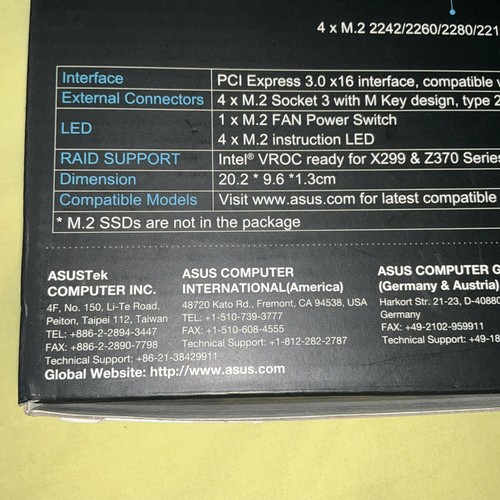 4 x M.2 2242/2260/2280/221
Interface PCI Express 3.0 x16 interface, compatible
External Connectors 4 x M.2 Socket 3 with M Key design, type 2
LED 1 x M.2 FAN Power Switch
4 x M.2 instruction LED
RAID SUPPORT Intel® VROC ready for X299 & Z370 Series
Dimension 20.2 * 9.6 *1.3cm
Compatible Models Visit www.asus.com for latest compatible
* M.2 SSDs are not in the package
ASUSTek
COMPUTER INC.
4F, No. 150, Li-Te Road,
Peiton, Taipei 112, Taiwan
TEL: +886-2-2894-3447
FAX: +886-2-2890-7798
Technical Support: +86-21-38429911
Global Website: http://www.asus.com
ASUS COMPUTER
INTERNATIONAL(America)
48720 Kato Rd., Fremont, CA 94538, USA
TEL: +1-510-739-3777
FAX: +1-510-608-4555
Technical Support: +1-812-282-2787
ASUS COMPUTER G
(Germany & Austria)
Harkort Str. 21-23, D-40880
Germany
FAX: +49-2102-959911
Technical Support: +49-18